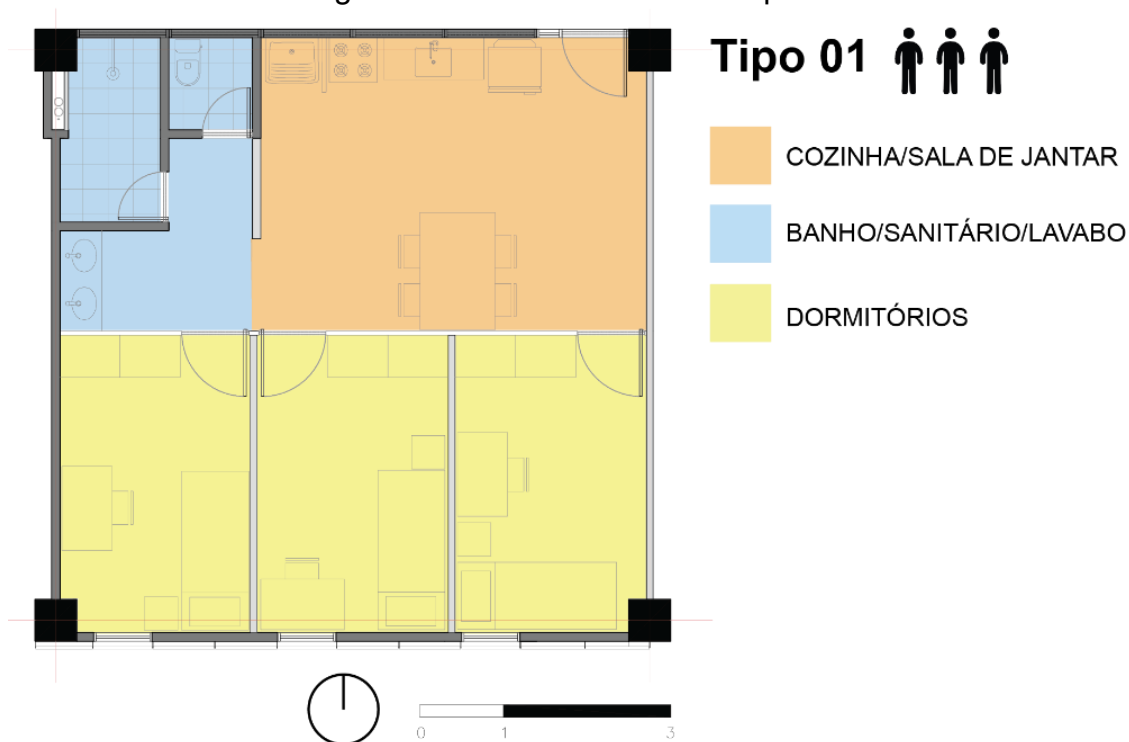 Tipo 01
COZINHA/SALA DE JANTAR
BANHO/SANITÁRIO/LAVABO
DORMITÓRIOS
0 1 3